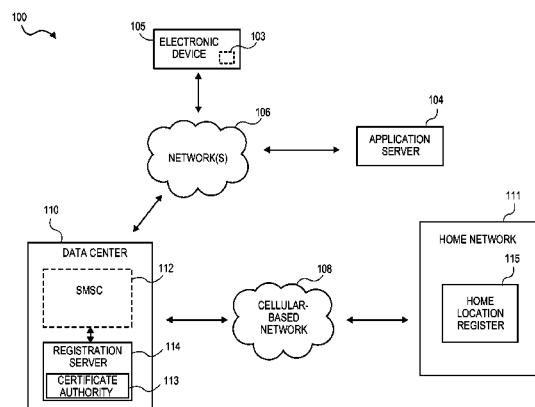 100
105
ELECTRONIC
DEVICE
103
106
NETWORK(S)
104
APPLICATION
SERVER
110
DATA CENTER
112
SMSC
114
REGISTRATION
SERVER
CERTIFICATE
AUTHORITY
113
108
CELLULAR-
BASED
NETWORK
111
HOME NETWORK
115
HOME
LOCATION
REGISTER